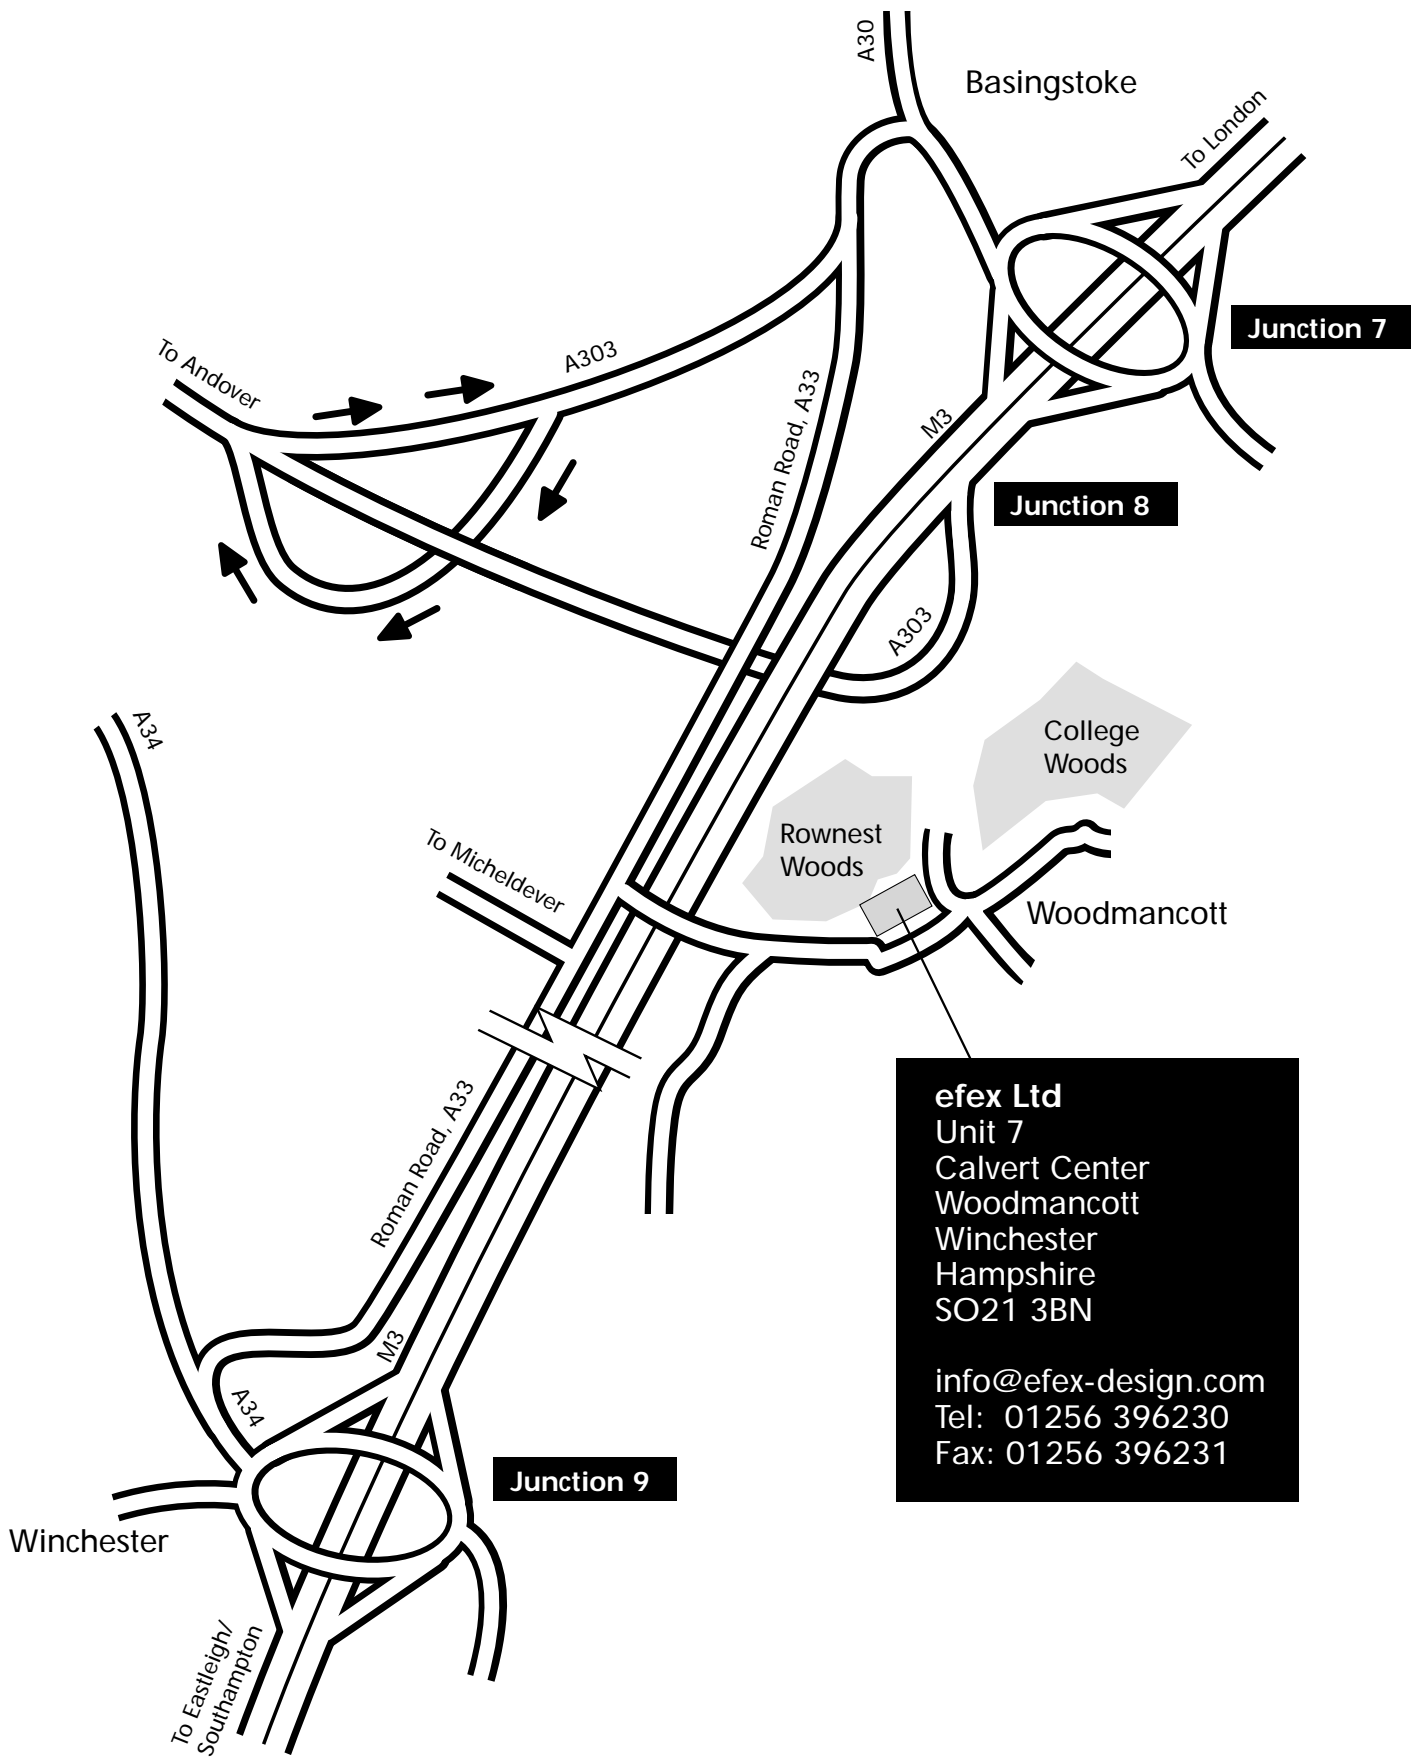 A30
Basingstoke
To London
Junction 7
To Andover
A303
Roman Road, A33
M3
Junction 8
A303
College
Woods
A34
Rownest
Woods
To Micheldever
Woodmancott
efex Ltd
Unit 7
Calvert Center
Woodmancott
Winchester
Hampshire
SO21 3BN
info@efex-design.com
Tel: 01256 396230
Fax: 01256 396231
Roman Road, A33
M3
A34
Junction 9
Winchester
To Eastleigh/
Southampton